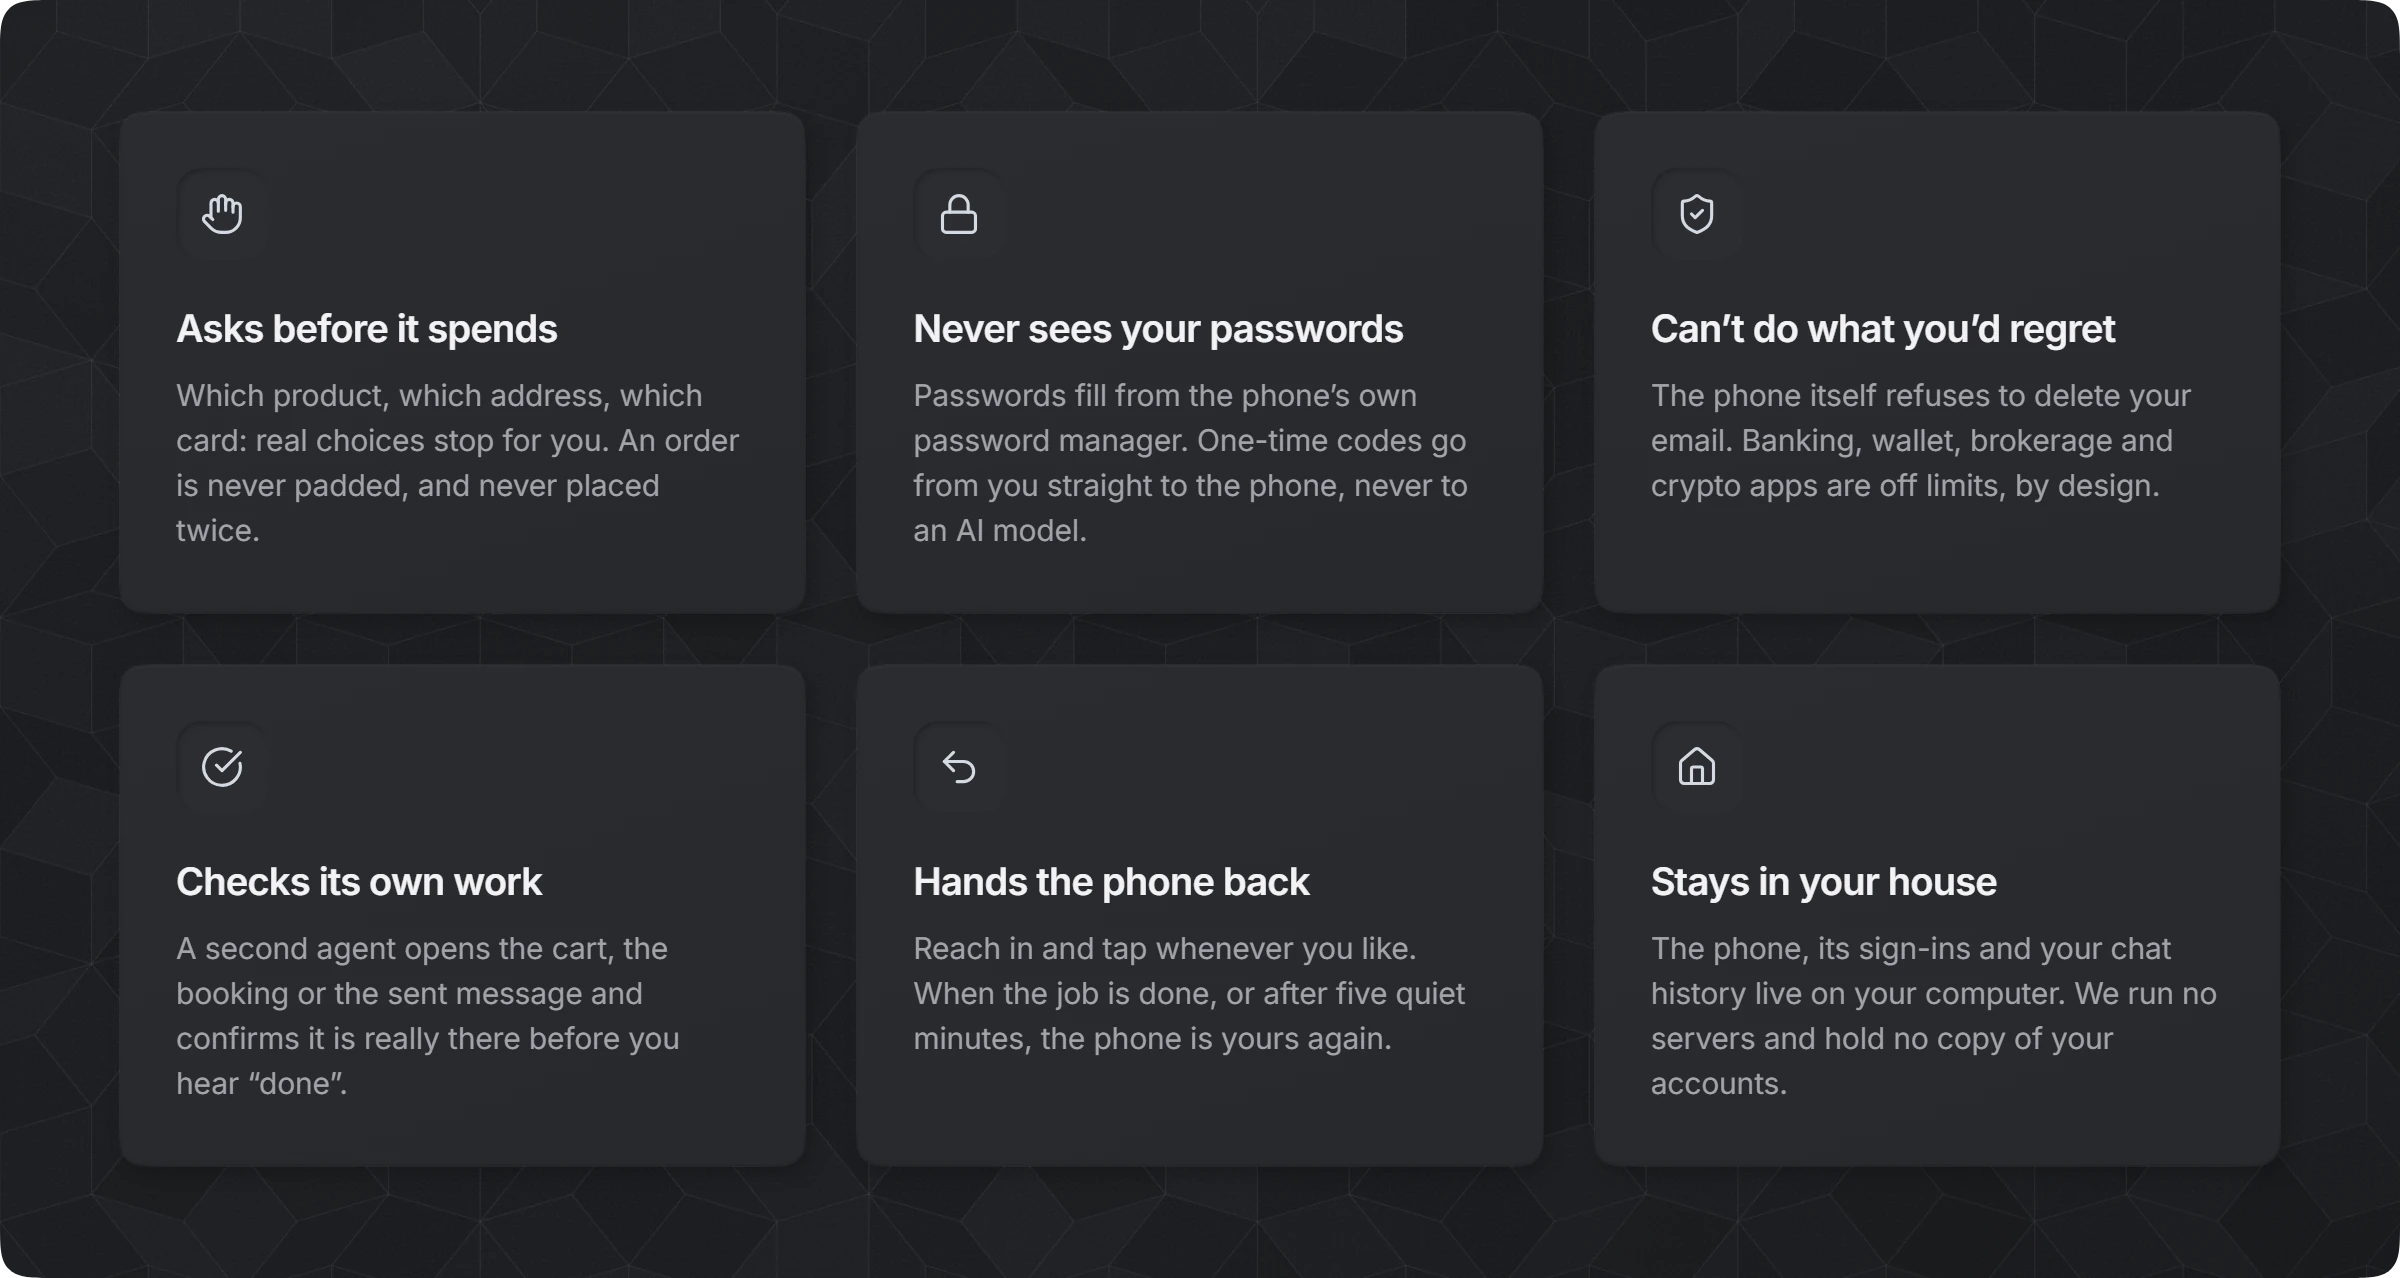 Asks before it spends
Which product, which address, which
card: real choices stop for you. An order
is never padded, and never placed
twice.
Never sees your passwords
Passwords fill from the phone’s own
password manager. One-time codes go
from you straight to the phone, never to
an AI model.
Can’t do what you’d regret
The phone itself refuses to delete your
email. Banking, wallet, brokerage and
crypto apps are off limits, by design.
Checks its own work
A second agent opens the cart, the
booking or the sent message and
confirms it is really there before you
hear “done”.
Hands the phone back
Reach in and tap whenever you like.
When the job is done, or after five quiet
minutes, the phone is yours again.
Stays in your house
The phone, its sign-ins and your chat
history live on your computer. We run no
servers and hold no copy of your
accounts.